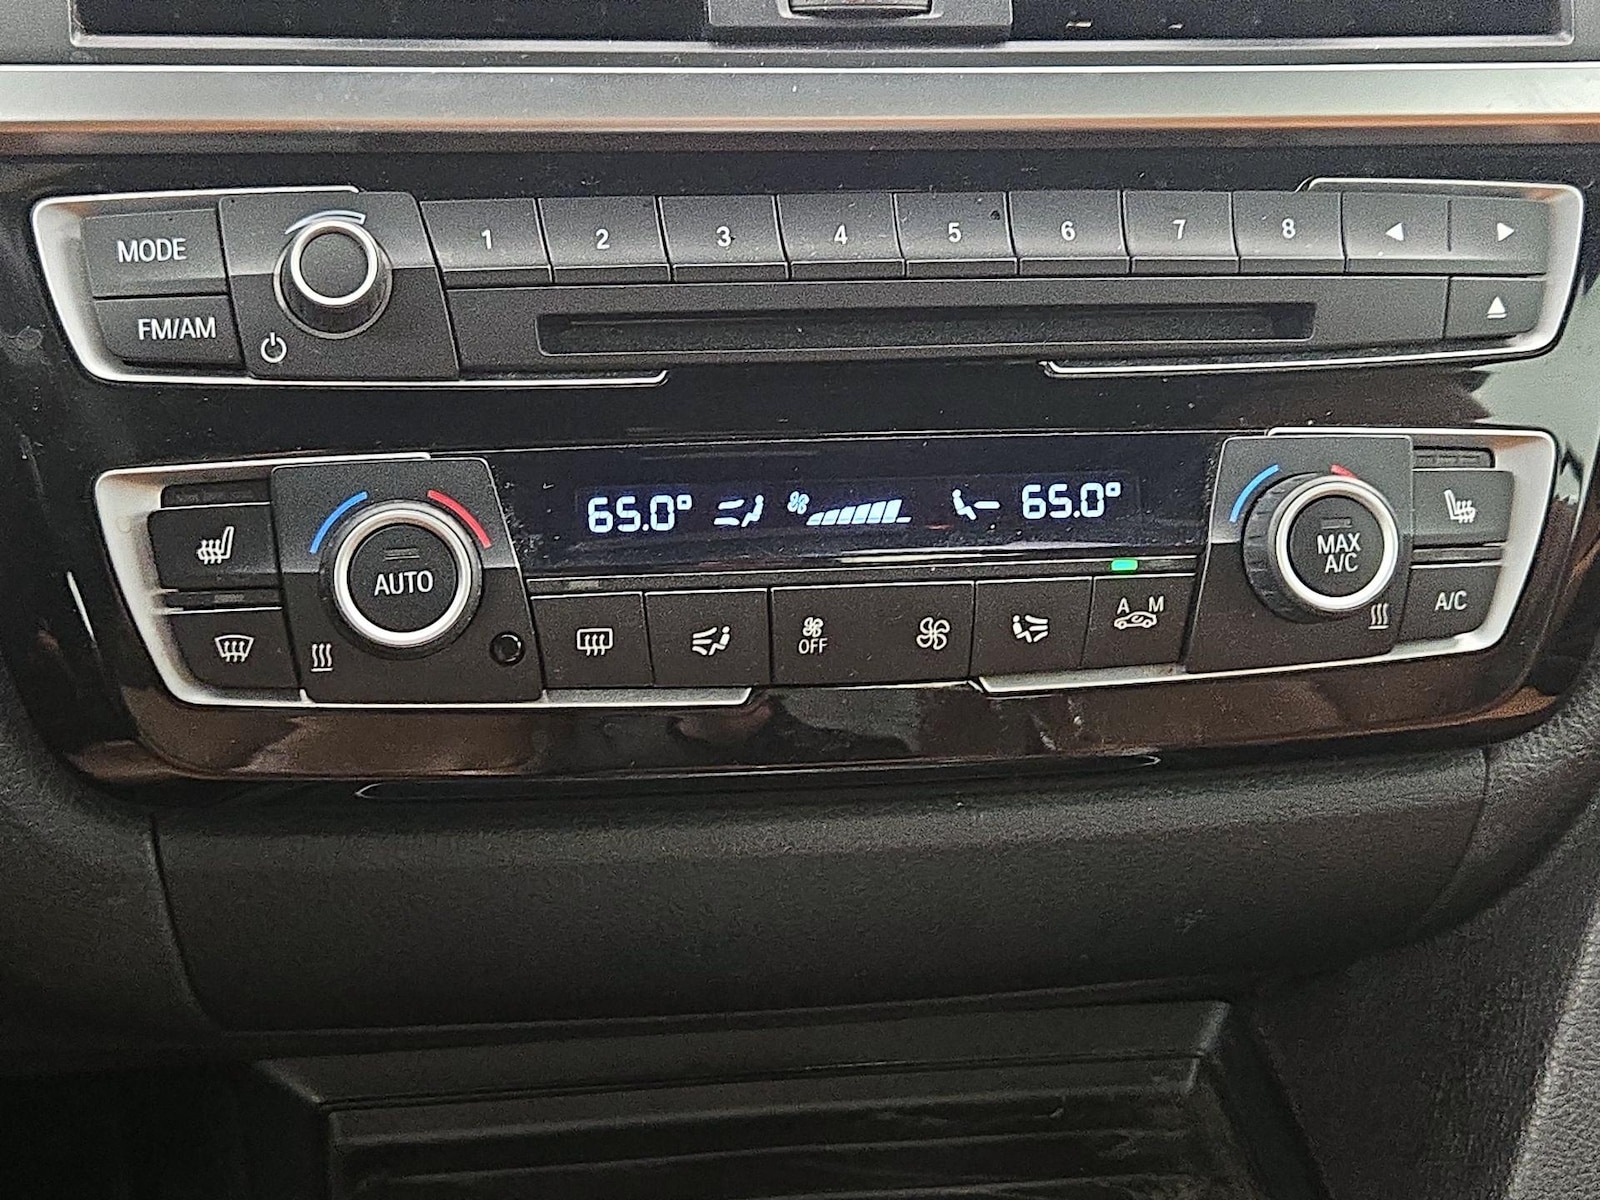 MODE
1 2 3 4 5 6 7 8
FM/AM
65.0° 65.0°
AUTO
MAX
A/C
OFF
A M
A/C